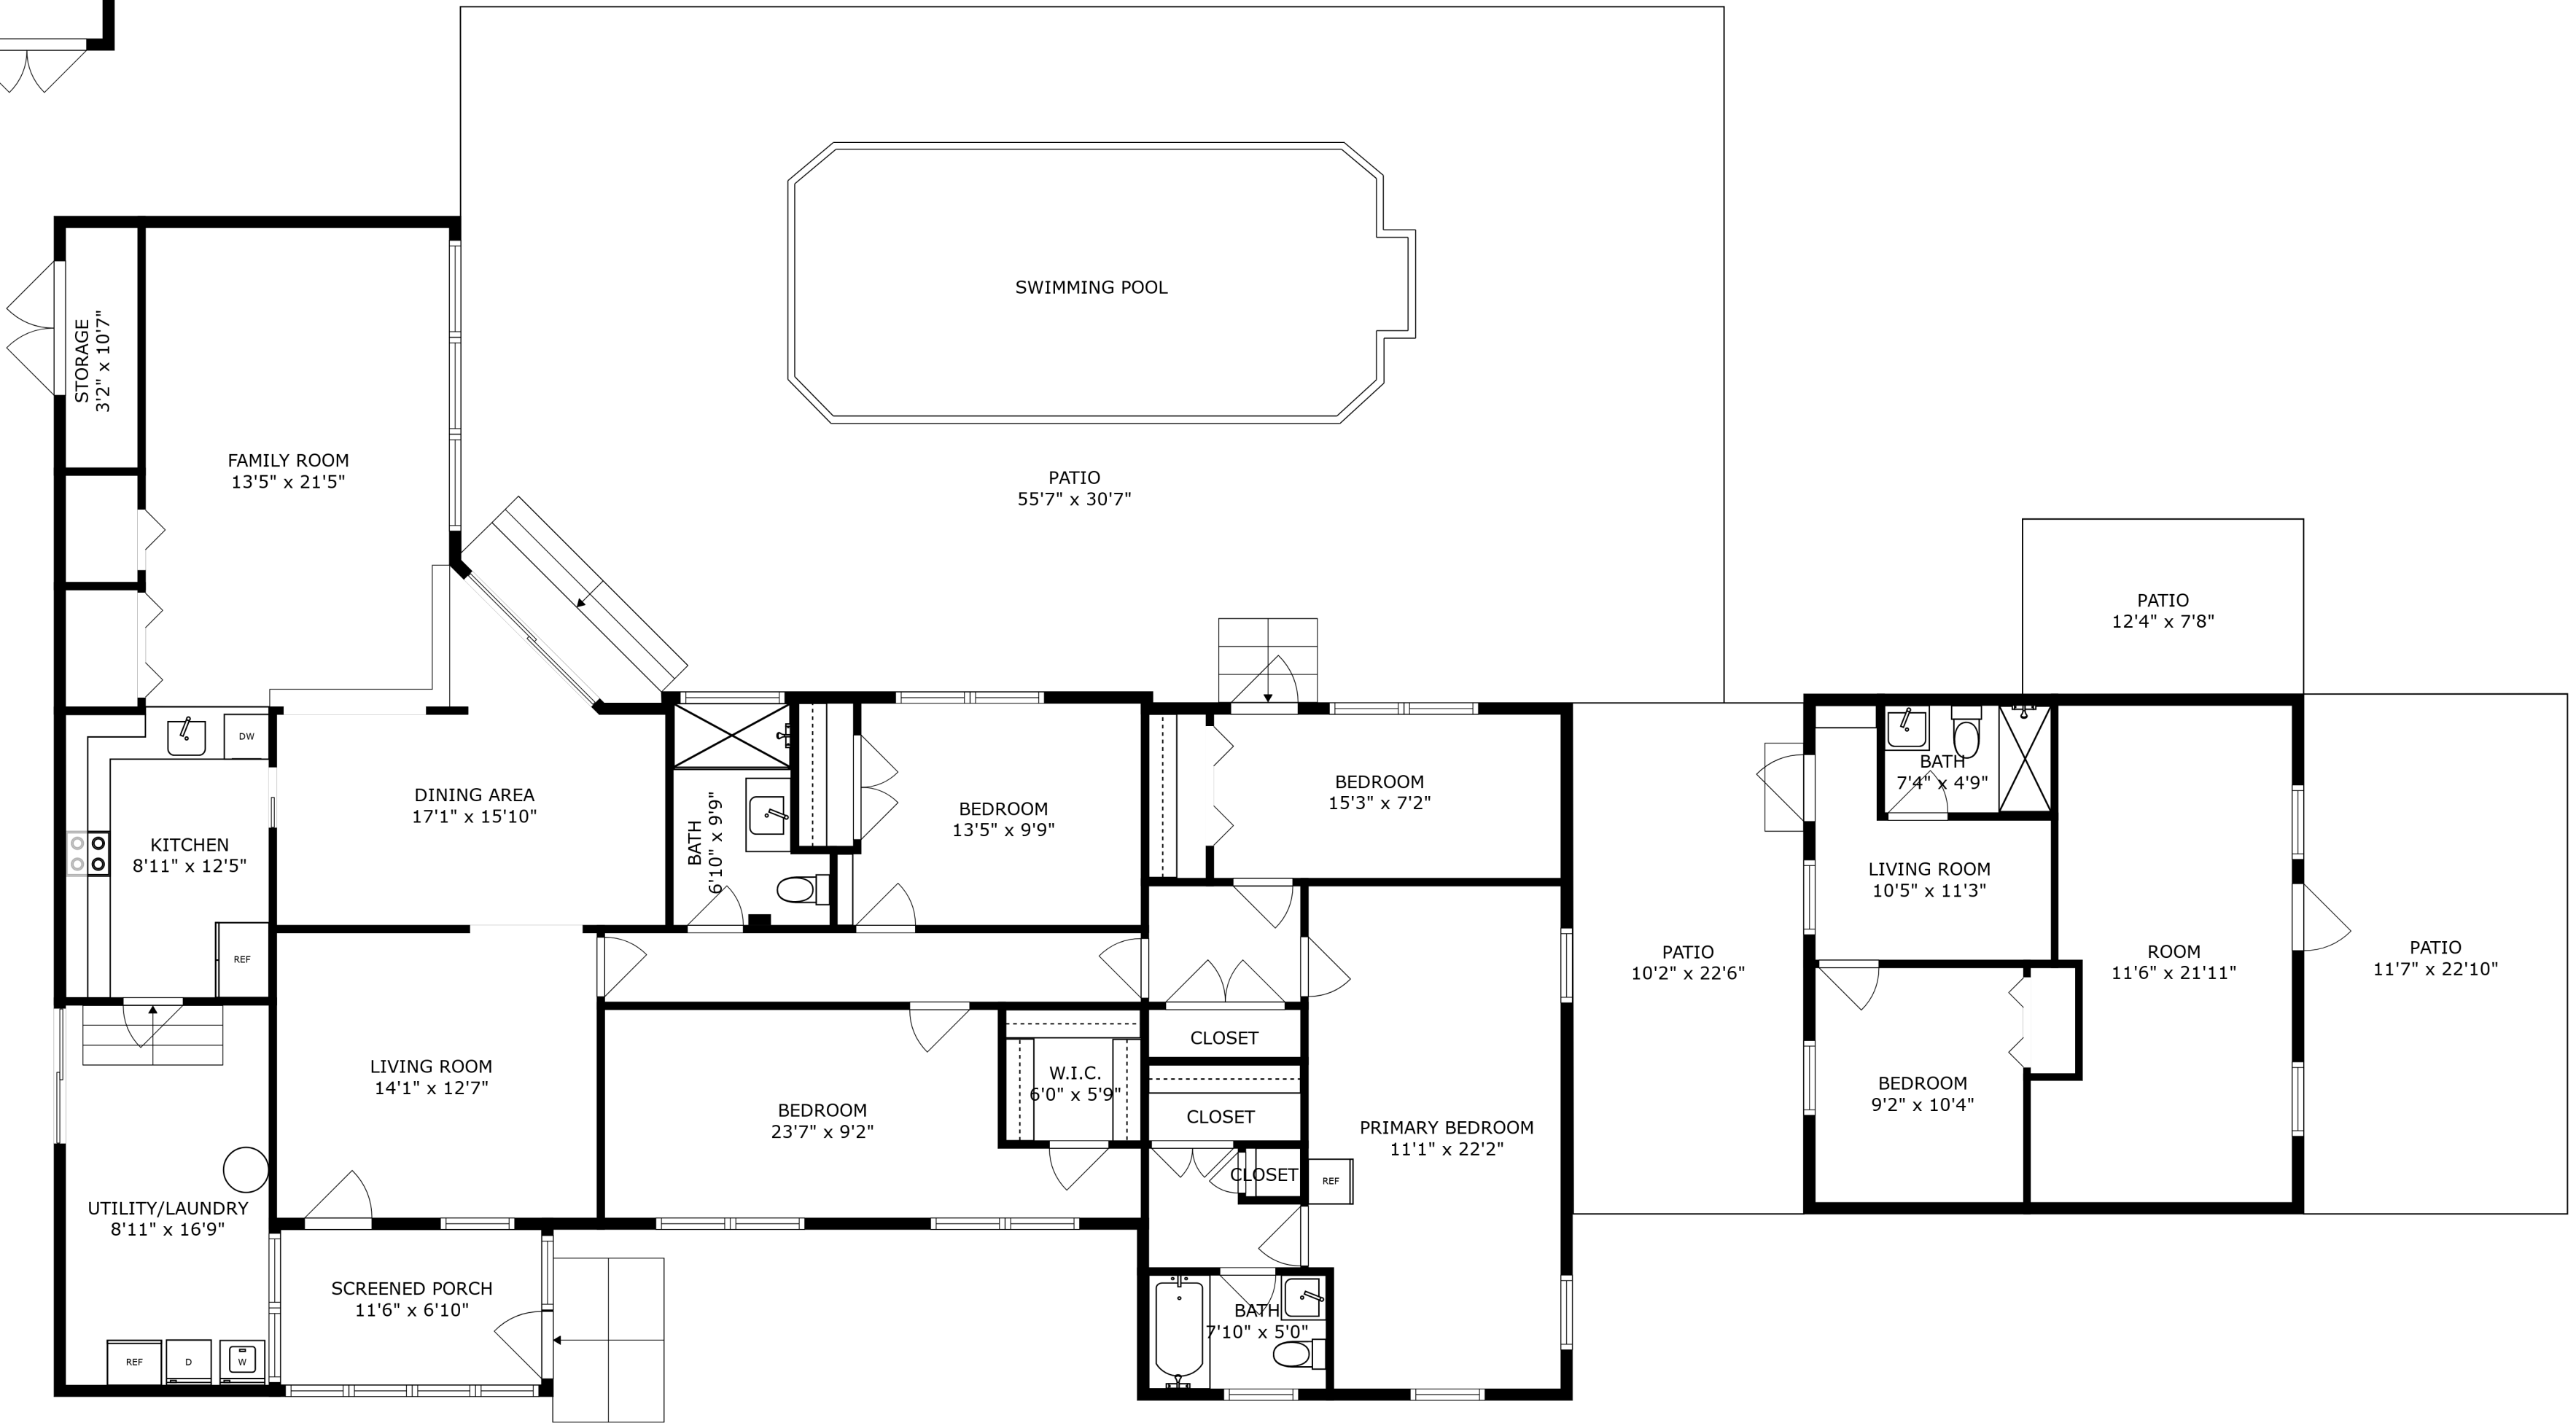 SWIMMING POOL
STORAGE
3'2" x 10'7"
FAMILY ROOM
13'5" x 21'5"
PATIO
55'7" x 30'7"
PATIO
12'4" x 7'8"
DW
KITCHEN
8'11" x 12'5"
REF
DINING AREA
17'1" x 15'10"
BATH
6'10" x 9'9"
BEDROOM
13'5" x 9'9"
BEDROOM
15'3" x 7'2"
BATH
7'4" x 4'9"
LIVING ROOM
10'5" x 11'3"
PATIO
10'2" x 22'6"
ROOM
11'6" x 21'11"
PATIO
11'7" x 22'10"
LIVING ROOM
14'1" x 12'7"
BEDROOM
23'7" x 9'2"
W.I.C.
6'0" x 5'9"
CLOSET
CLOSET
CLOSET
PRIMARY BEDROOM
11'1" x 22'2"
REF
BEDROOM
9'2" x 10'4"
UTILITY/LAUNDRY
8'11" x 16'9"
SCREENED PORCH
11'6" x 6'10"
BATH
7'10" x 5'0"
REF
D
W